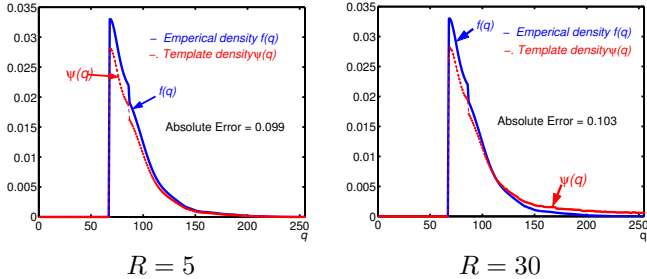 0.035
0.03
0.025
0.02
0.015
0.01
0.005
0
0
50
100
150
200
250
q
– Emperical density f(q)
–. Template densityψ(q)
ψ(q)
f(q)
Absolute Error = 0.099
R = 5
0.035
0.03
0.025
0.02
0.015
0.01
0.005
0
0
50
100
150
200
250
q
f(q)
– Emperical density f(q)
–. Template densityψ(q)
Absolute Error = 0.103
ψ(q)
R = 30